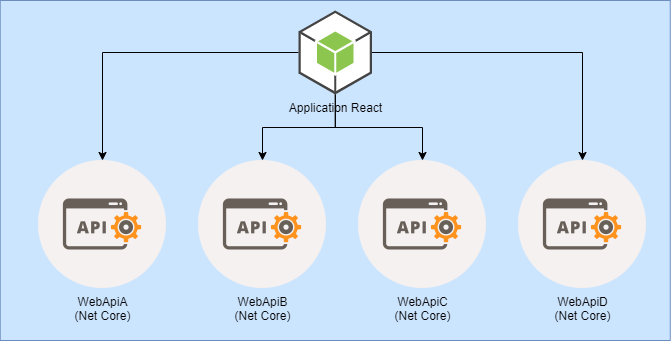 Application React
API
API
API
API
WebApiA
(Net Core)
WebApiB
(Net Core)
WebApiC
(Net Core)
WebApiD
(Net Core)